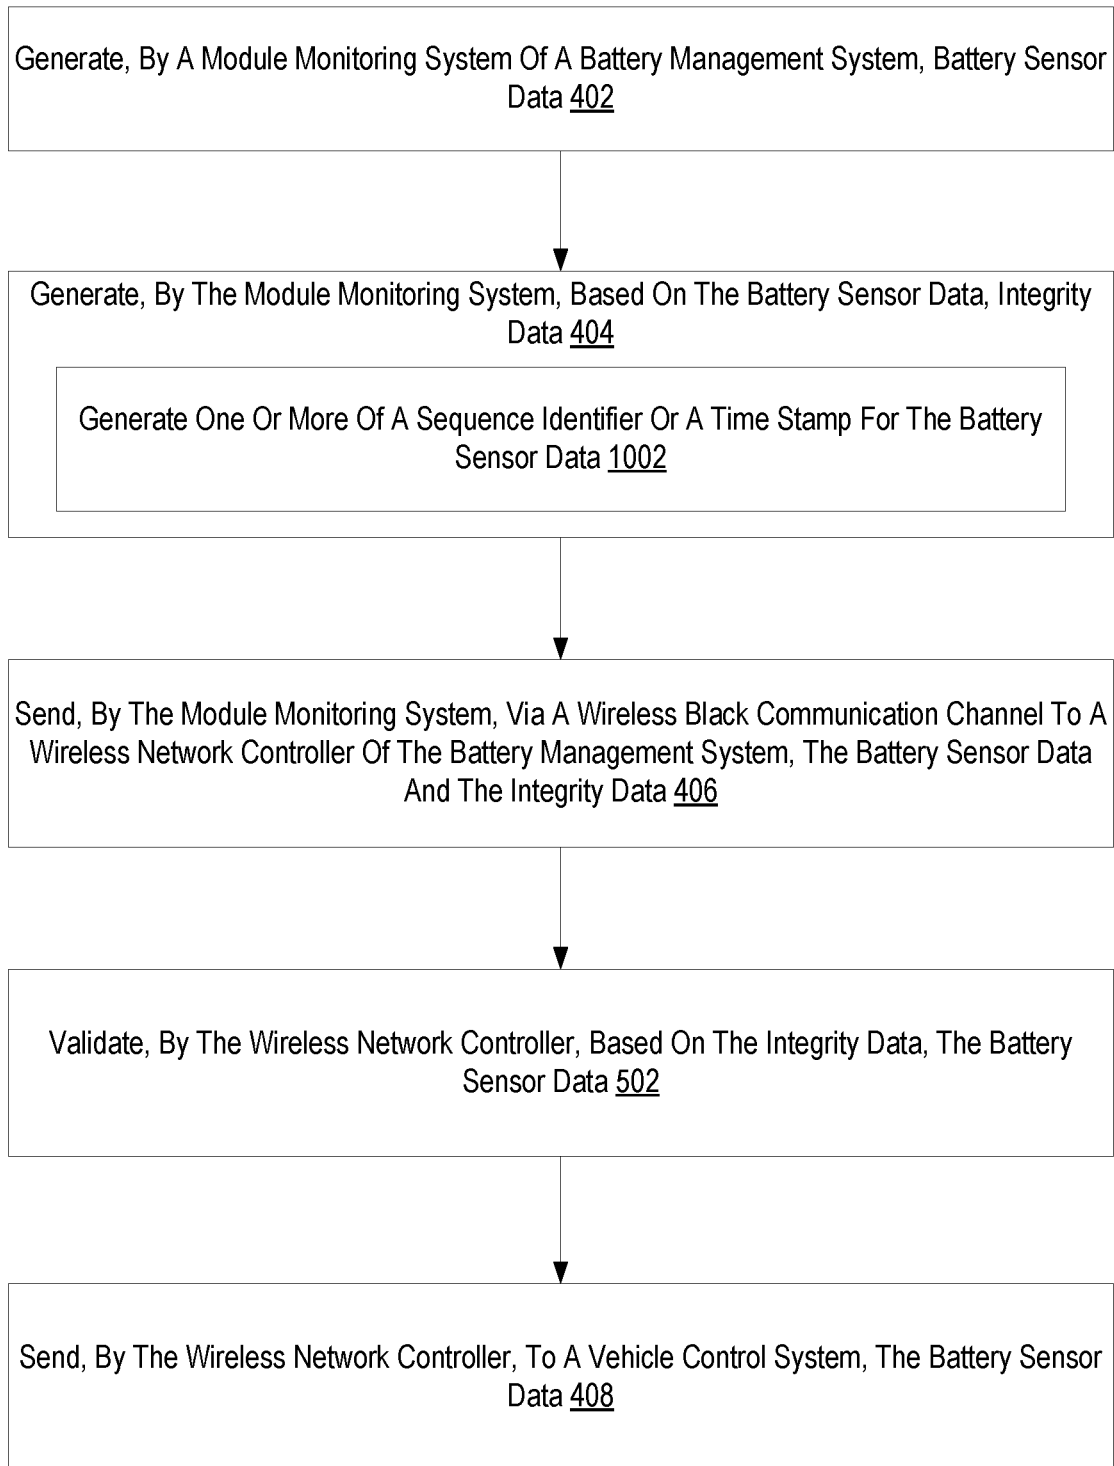 Generate, By A Module Monitoring System Of A Battery Management System, Battery Sensor
Data 402
Generate, By The Module Monitoring System, Based On The Battery Sensor Data, Integrity
Data 404
Generate One Or More Of A Sequence Identifier Or A Time Stamp For The Battery
Sensor Data 1002
Send, By The Module Monitoring System, Via A Wireless Black Communication Channel To A
Wireless Network Controller Of The Battery Management System, The Battery Sensor Data
And The Integrity Data 406
Validate, By The Wireless Network Controller, Based On The Integrity Data, The Battery
Sensor Data 502
Send, By The Wireless Network Controller, To A Vehicle Control System, The Battery Sensor
Data 408